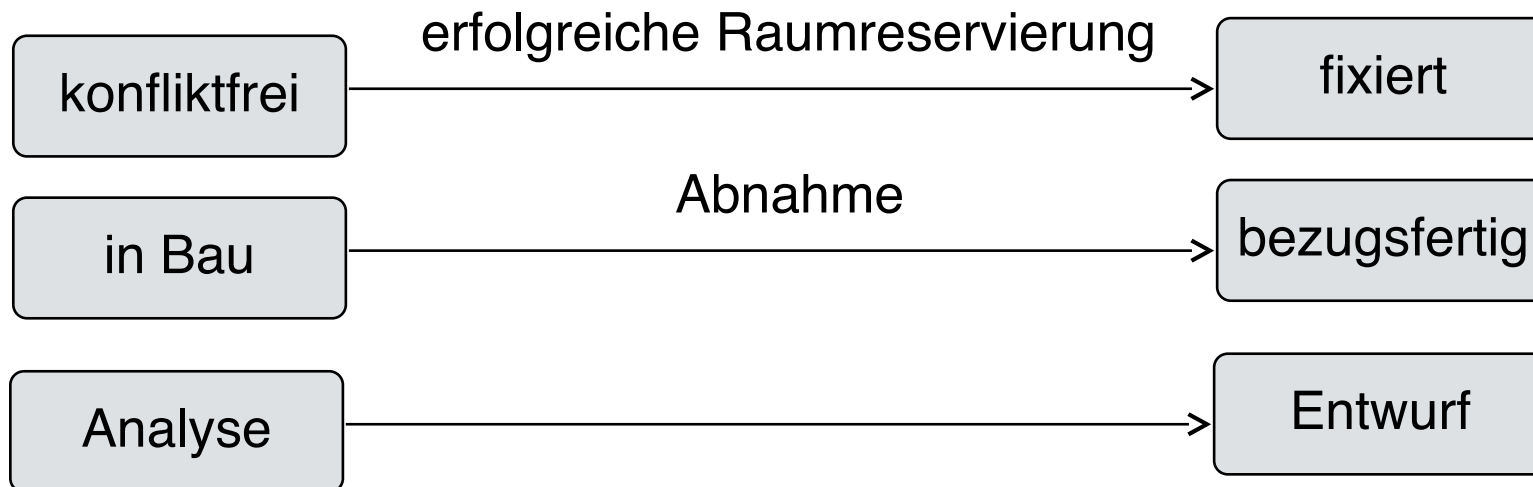 erfolgreiche Raumreservierung
konfliktfrei
fixiert
Abnahme
in Bau
bezugsfertig
Analyse
Entwurf